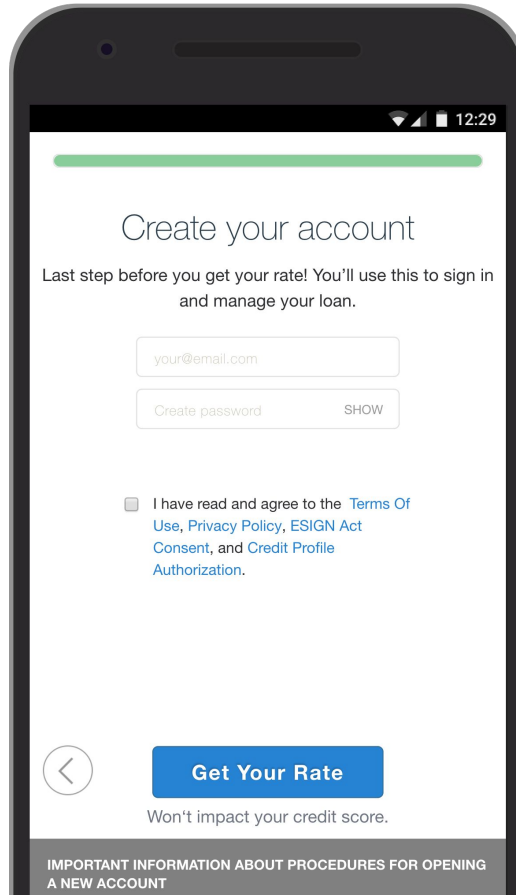 12:29
Create your account
Last step before you get your rate! You’ll use this to sign in
and manage your loan.
your@email.com
Create password SHOW
I have read and agree to the Terms Of
Use, Privacy Policy, ESIGN Act
Consent, and Credit Profile
Authorization.
Get Your Rate
Won‘t impact your credit score.
IMPORTANT INFORMATION ABOUT PROCEDURES FOR OPENING
A NEW ACCOUNT